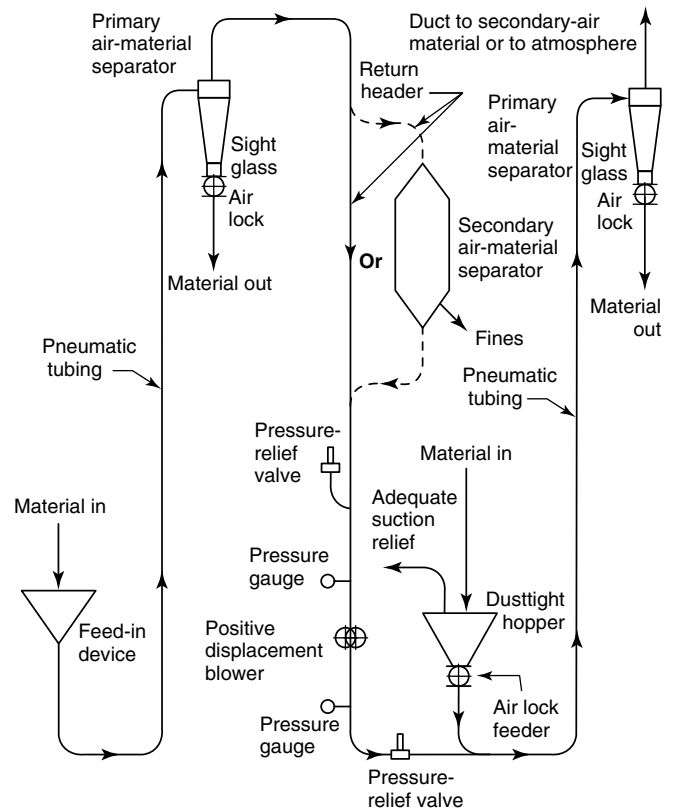 Primary
air-material
separator
Duct to secondary-air
material or to atmosphere
Return
header
Primary
air-
material
separator
Sight
glass
Air
lock
Sight
glass
Air
lock
Secondary
air-material
separator
Or
Material out
Material
out
Fines
Pneumatic
tubing
Pneumatic
tubing
Pressure-
relief
valve
Material in
Material in
Adequate
suction
relief
Pressure
gauge
Dusttight
hopper
Feed-in
device
Positive
displacement
blower
Air lock
feeder
Pressure
gauge
Pressure-
relief valve